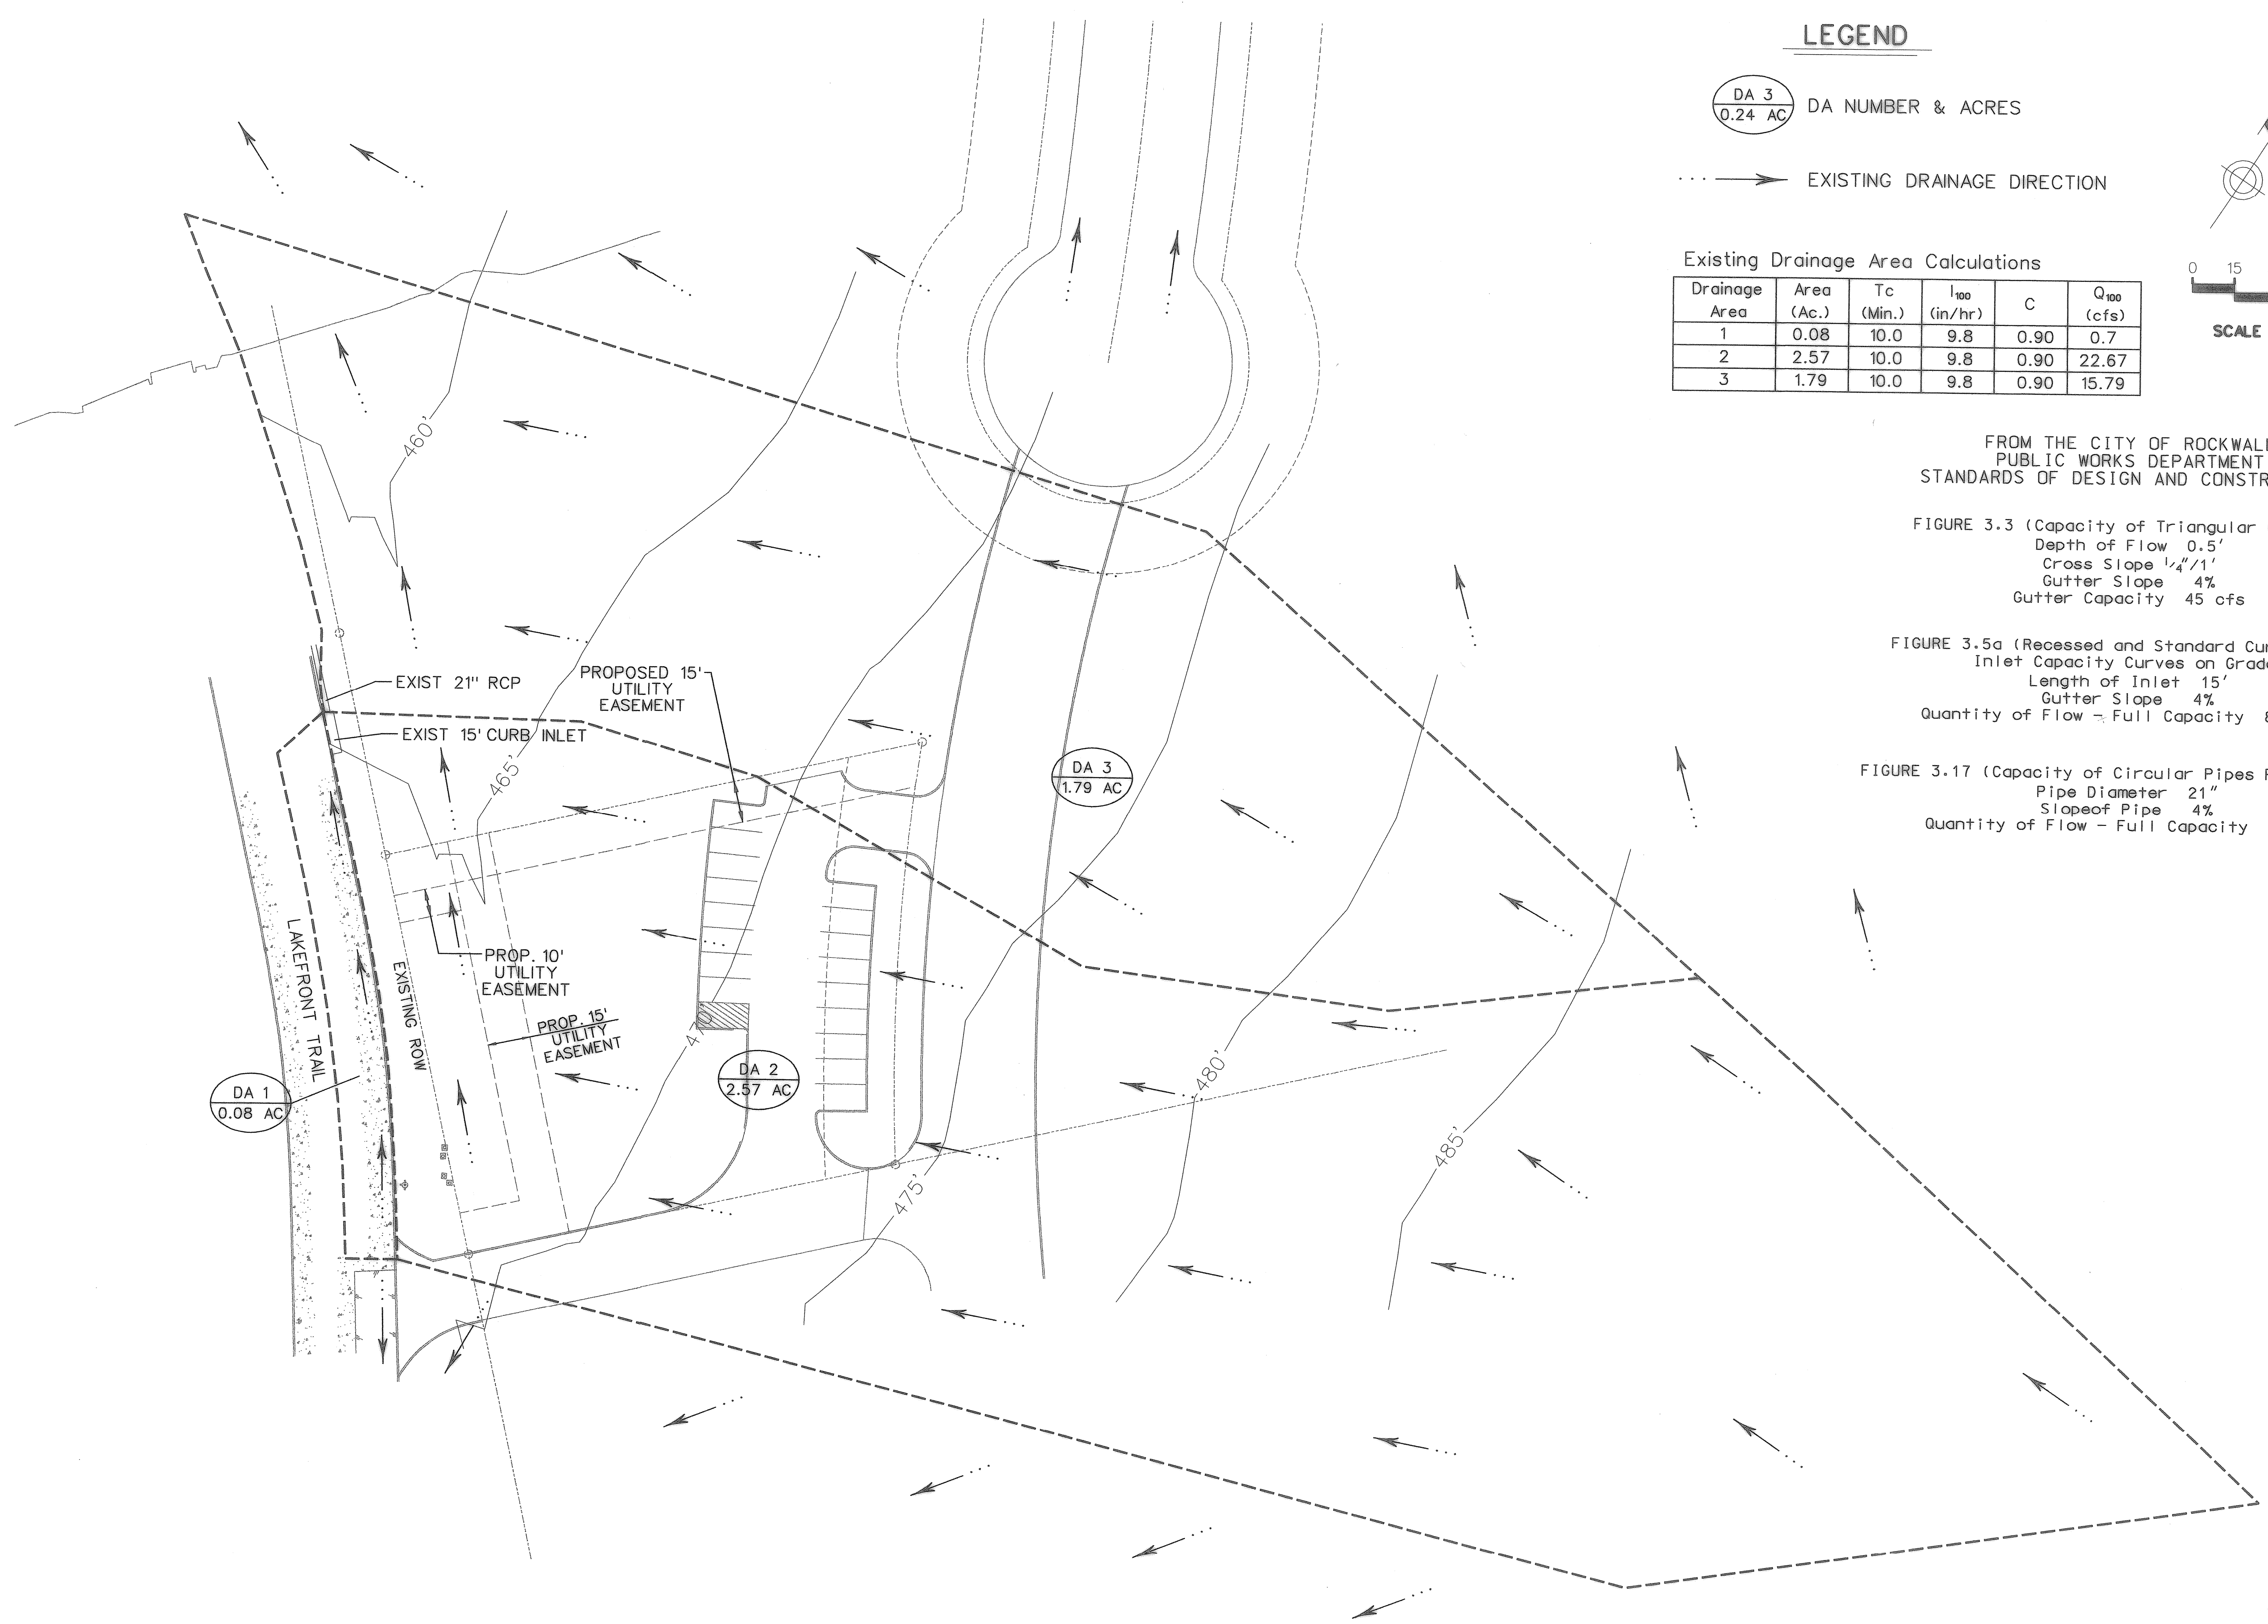 LEGEND
DA 3
0.24 AC
DA NUMBER & ACRES
EXISTING DRAINAGE DIRECTION
0 15
SCALE
Existing Drainage Area Calculations
Drainage Area Area (Ac.) Tc (Min.) I100 (in/hr) C Q100 (cfs)
1 0.08 10.0 9.8 0.90 0.7
2 2.57 10.0 9.8 0.90 22.67
3 1.79 10.0 9.8 0.90 15.79
FROM THE CITY OF ROCKWALL
PUBLIC WORKS DEPARTMENT
STANDARDS OF DESIGN AND CONSTR
FIGURE 3.3 (Capacity of Triangular
Depth of Flow 0.5'
Cross Slope 1/4"/1'
Gutter Slope 4%
Gutter Capacity 45 cfs
FIGURE 3.5a (Recessed and Standard Cu
Inlet Capacity Curves on Grade
Length of Inlet 15'
Gutter Slope 4%
Quantity of Flow - Full Capacity
FIGURE 3.17 (Capacity of Circular Pipes
Pipe Diameter 21"
Slopeof Pipe 4%
Quantity of Flow - Full Capacity
460'
EXIST 21" RCP
PROPOSED 15'
UTILITY
EASEMENT
EXIST 15' CURB INLET
465'
DA 3
1.79 AC
LAKEFRONT TRAIL
EXISTING ROW
PROP. 10'
UTILITY
EASEMENT
PROP. 15'
UTILITY
EASEMENT
470'
DA 1
0.08 AC
DA 2
2.57 AC
480'
485'
475'